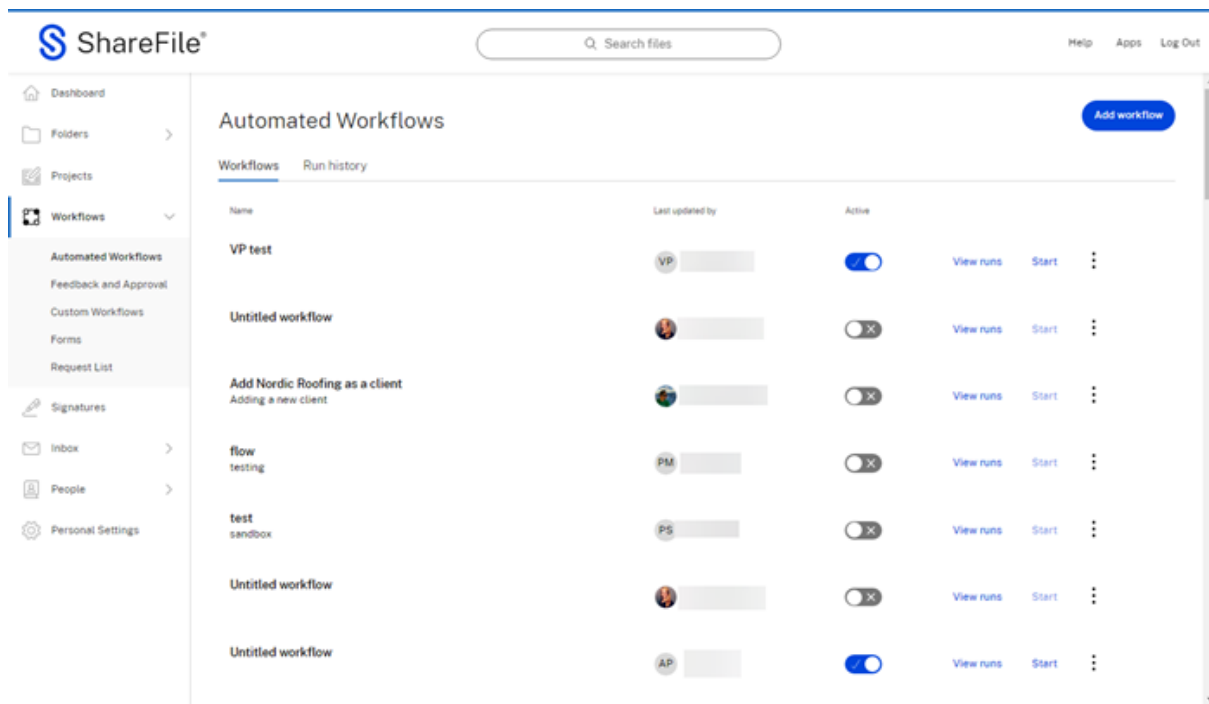 ShareFile®
Search files
Help Apps Log Out
Dashboard
Folders
Projects
Workflows
Automated Workflows
Feedback and Approval
Custom Workflows
Forms
Request List
Signatures
Inbox
People
Personal Settings
Automated Workflows
Add workflow
Workflows Run history
Name Last updated by Active
VP test
VP View runs Start
Untitled workflow
View runs Start
Add Nordic Roofing as a client
Adding a new client
View runs Start
flow
testing
PM View runs Start
test
sandbox
PS View runs Start
Untitled workflow
View runs Start
Untitled workflow
AP View runs Start